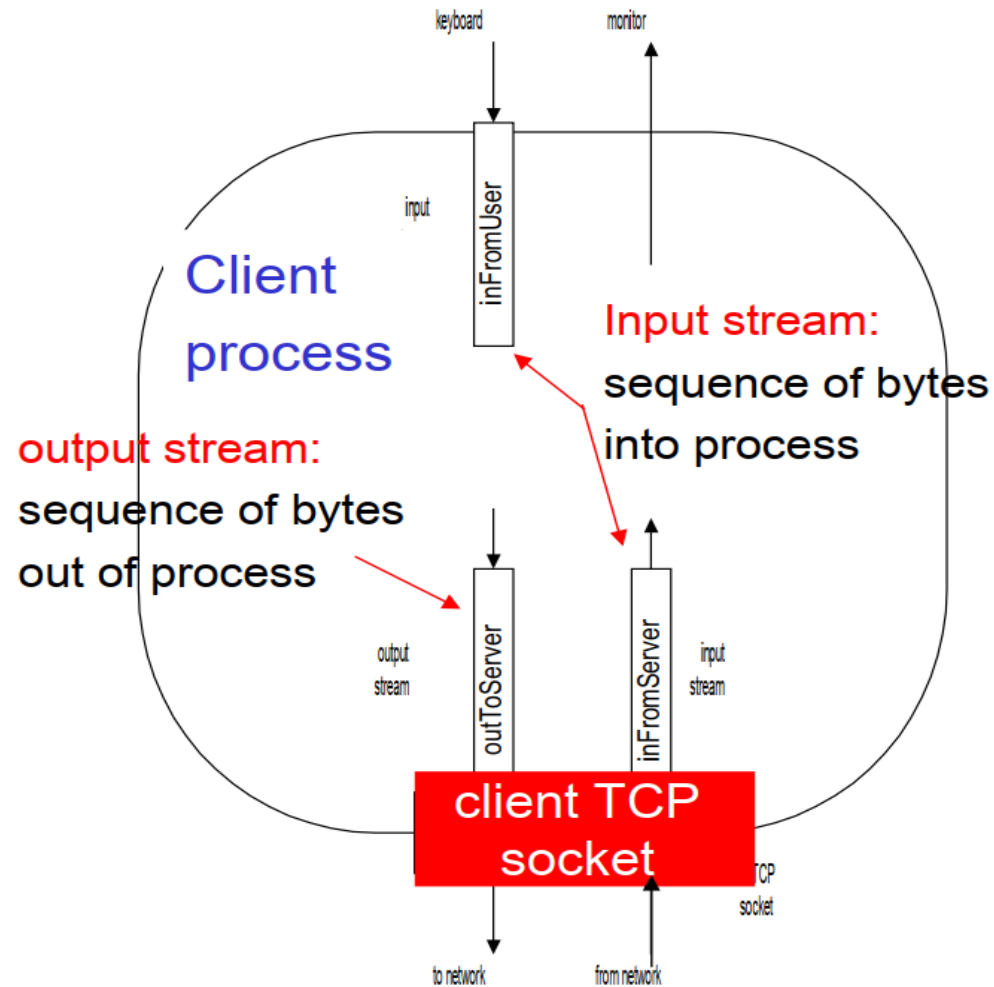 keyboard
monitor
input
inFromUser
Client
process
Input stream:
sequence of bytes
into process
output stream:
sequence of bytes
out of process
output
stream
outToServer
inFromServer
input
stream
client TCP
socket
TCP
socket
to network
from network